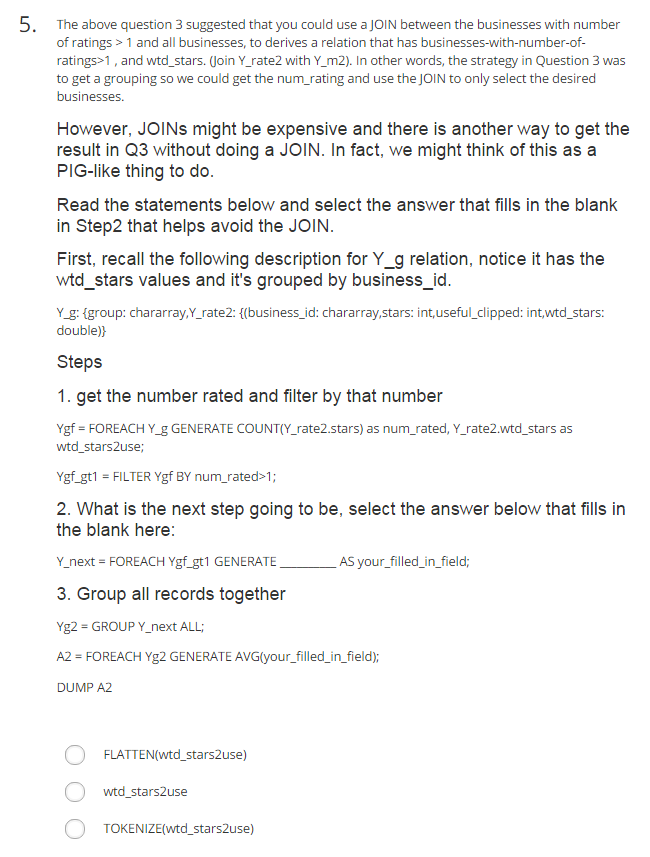 5. The above question 3 suggested that you could use a JOIN between the businesses with number
of ratings > 1 and all businesses, to derives a relation that has businesses-with-number-of-
ratings>1 , and wtd_stars. (Join Y_rate2 with Y_m2). In other words, the strategy in Question 3 was
to get a grouping so we could get the num_rating and use the JOIN to only select the desired
businesses.
However, JOINs might be expensive and there is another way to get the
result in Q3 without doing a JOIN. In fact, we might think of this as a
PIG-like thing to do.
Read the statements below and select the answer that fills in the blank
in Step2 that helps avoid the JOIN.
First, recall the following description for Y_g relation, notice it has the
wtd_stars values and it's grouped by business_id.
Y_g: {group: chararray,Y_rate2: {(business_id: chararray,stars: int,useful_clipped: int,wtd_stars:
double)}
Steps
1. get the number rated and filter by that number
Ygf = FOREACH Y_g GENERATE COUNT(Y_rate2.stars) as num_rated, Y_rate2.wtd_stars as
wtd_stars2use;
Ygf_gt1 = FILTER Ygf BY num_rated>1;
2. What is the next step going to be, select the answer below that fills in
the blank here:
Y_next = FOREACH Ygf_gt1 GENERATE ________ AS your_filled_in_field;
3. Group all records together
Yg2 = GROUP Y_next ALL;
A2 = FOREACH Yg2 GENERATE AVG(your_filled_in_field);
DUMP A2
FLATTEN(wtd_stars2use)
wtd_stars2use
TOKENIZE(wtd_stars2use)